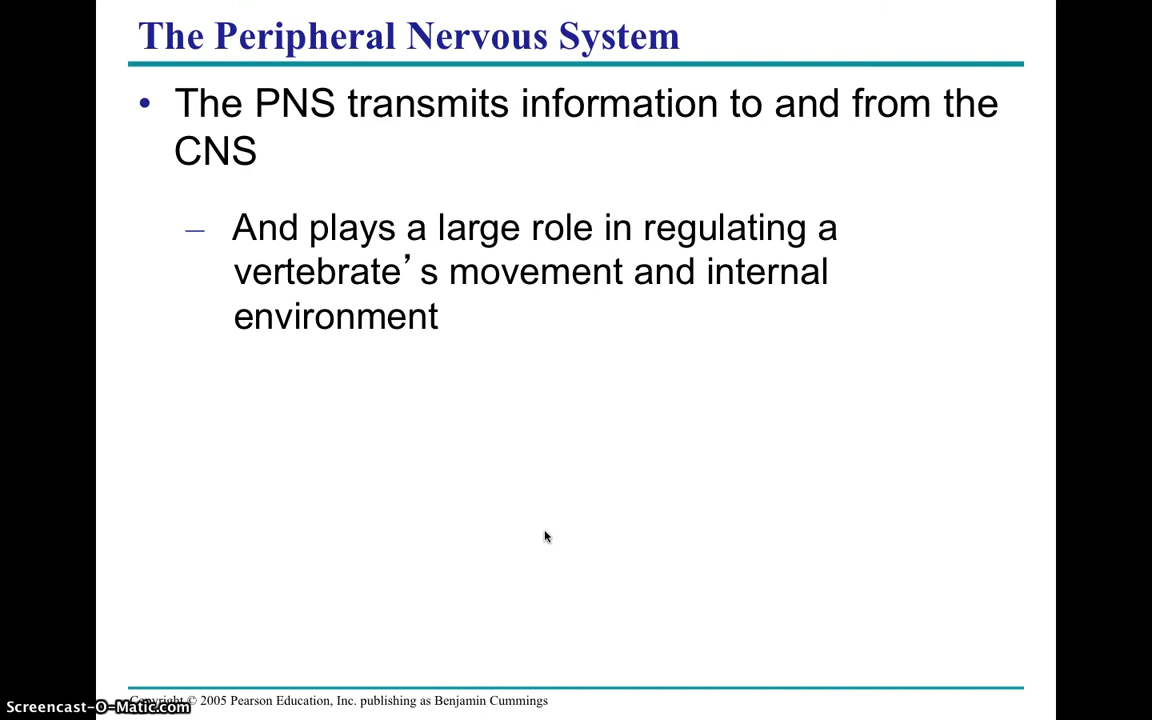 The Peripheral Nervous System
• The PNS transmits information to and from the
CNS
– And plays a large role in regulating a
vertebrate’s movement and internal
environment
Copyright © 2005 Pearson Education, Inc. publishing as Benjamin Cummings
Screencast-O-Matic.com